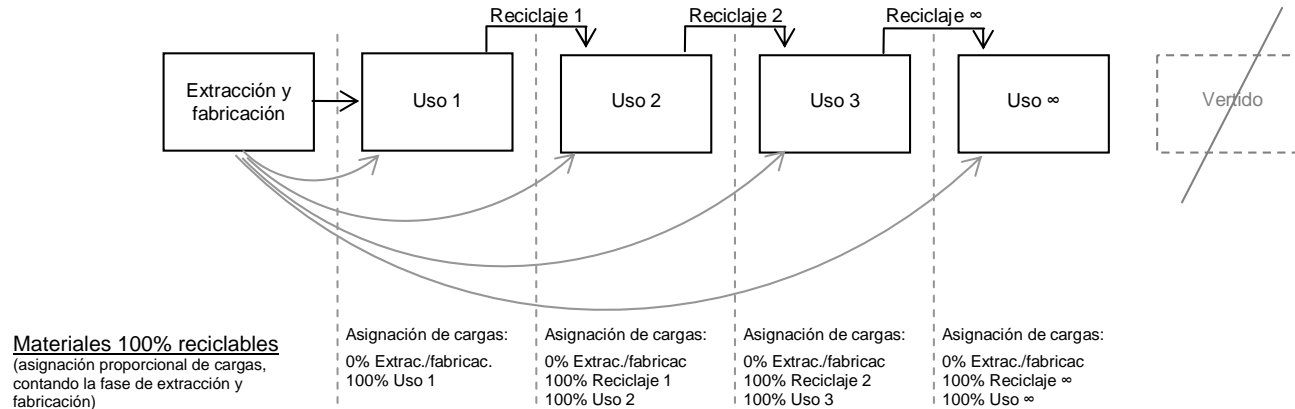 Reciclaje 1
Reciclaje 2
Reciclaje ∞
Extracción y
fabricación
Uso 1
Uso 2
Uso 3
Uso ∞
Vertido
Materiales 100% reciclables
(asignación proporcional de cargas,
contando la fase de extracción y
fabricación)
Asignación de cargas:
0% Extrac./fabricac.
100% Uso 1
Asignación de cargas:
0% Extrac./fabricac
100% Reciclaje 1
100% Uso 2
Asignación de cargas:
0% Extrac./fabricac
100% Reciclaje 2
100% Uso 3
Asignación de cargas:
0% Extrac./fabricac
100% Reciclaje ∞
100% Uso ∞